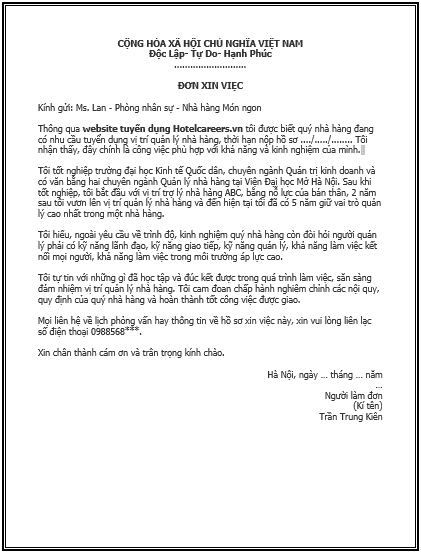 CỘNG HÒA XÃ HỘI CHỦ NGHĨA VIỆT NAM
Độc Lập- Tự Do- Hạnh Phúc
.........................
ĐƠN XIN VIỆC
Kính gửi: Ms. Lan - Phòng nhân sự - Nhà hàng Món ngon
Thông qua website tuyển dụng Hotelcareers.vn tôi được biết quý nhà hàng đang
có nhu cầu tuyển dụng vị trí quản lý nhà hàng, thời hạn nộp hồ sơ ..../...../........ Tôi
nhận thấy, đây chính là công việc phù hợp với khả năng và kinh nghiệm của mình.||
Tôi tốt nghiệp trường đại học Kinh tế Quốc dân, chuyên ngành Quản trị kinh doanh và
có văn bằng hai chuyên ngành Quản lý nhà hàng tại Viện Đại học Mở Hà Nội. Sau khi
tốt nghiệp, tôi bắt đầu với vị trí trợ lý nhà hàng ABC, bằng nỗ lực của bản thân, 2 năm
sau tôi vươn lên vị trí quản lý nhà hàng và đến hiện tại tôi đã có 5 năm giữ vai trò quản
lý cao nhất trong một nhà hàng.
Tôi hiểu, ngoài yêu cầu về trình độ, kinh nghiệm quý nhà hàng còn đòi hỏi người quản
lý phải có kỹ năng lãnh đạo, kỹ năng giao tiếp, kỹ năng quản lý, khả năng làm việc kết
nối mọi người, khả năng làm việc trong môi trường áp lực cao.
Tôi tự tin với những gì đã học tập và đúc kết được trong quá trình làm việc, sẵn sàng
đảm nhiệm vị trí quản lý nhà hàng. Tôi cam đoan chấp hành nghiêm chỉnh các nội quy,
quy định của quý nhà hàng và hoàn thành tốt công việc được giao.
Mọi liên hệ về lịch phỏng vấn hay thông tin về hồ sơ xin việc này, xin vui lòng liên lạc
số điện thoại 0988568***.
Xin chân thành cám ơn và trân trọng kính chào.
Hà Nội, ngày ... tháng ... năm
...
Người làm đơn
(Kí tên)
Trần Trung Kiên